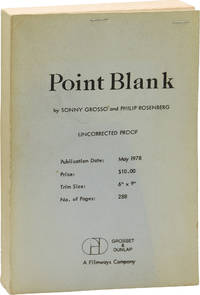 Point Blank
by SONNY GROSSO and PHILIP ROSENBERG
UNCORRECTED PROOF
Publication Date: May 1978
Price: $10.00
Trim Size: 6" x 9"
No. of Pages: 288
GD
GROSSET
& DUNLAP
A Filmways Company